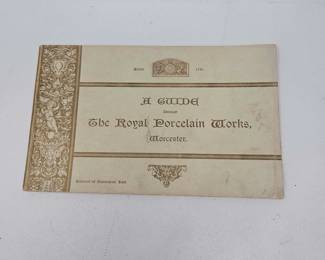 A GUIDE
through
The Royal Porcelain Works,
Worcester.